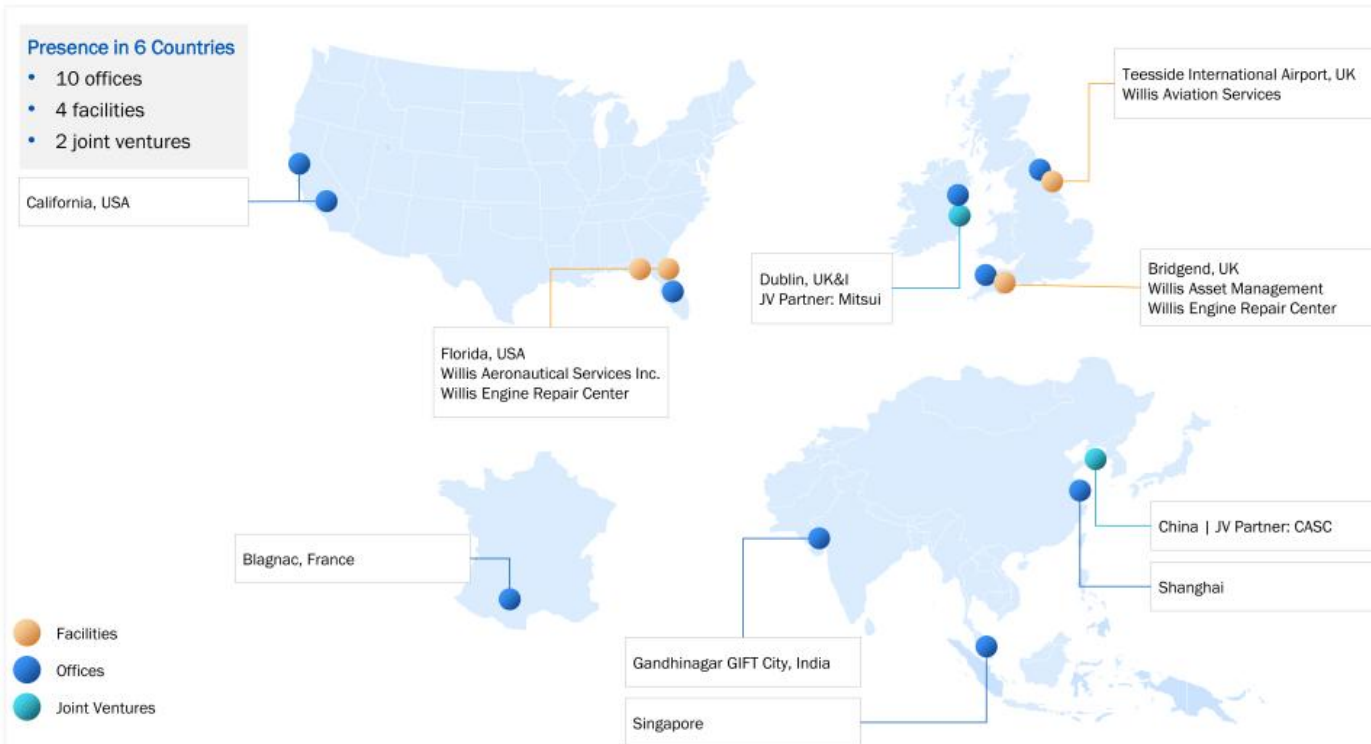 Presence in 6 Countries
• 10 offices
• 4 facilities
• 2 joint ventures
California, USA
Teesside International Airport, UK
Willis Aviation Services
Dublin, UK&I
JV Partner: Mitsui
Bridgend, UK
Willis Asset Management
Willis Engine Repair Center
Florida, USA
Willis Aeronautical Services Inc.
Willis Engine Repair Center
Blagnac, France
China | JV Partner: CASC
Shanghai
Gandhinagar GIFT City, India
Singapore
Facilities
Offices
Joint Ventures